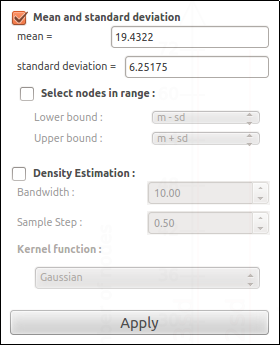 Mean and standard deviation
mean = 19.4322
standard deviation = 6.25175
Select nodes in range :
Lower bound : m - sd
Upper bound : m + sd
Density Estimation :
Bandwidth : 10.00
Sample Step : 0.50
Kernel function :
Gaussian
Apply